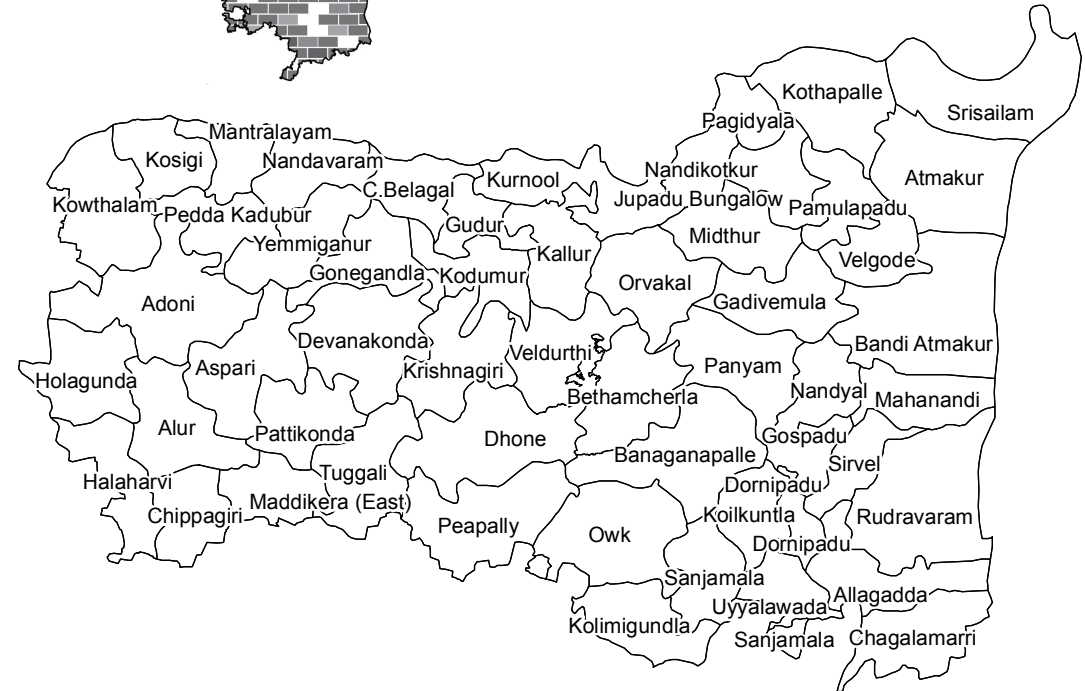 Kothapalle
Srisailam
Pagidyala
Mantralayam
Kosigi
Nandavaram
Nandikotkur
Kurnool
Atmakur
C.Belagal
Jupadu Bungalow
Kowthalam
Pamulapadu
Pedda Kadubur
Gudur
Midthur
Yemmiganur
Kallur
Velgode
Gonegandla
Kodumur
Orvakal
Adoni
Gadivemula
Devanakonda
Bandi Atmakur
Veldurthi
Aspari
Panyam
Krishnagiri
Holagunda
Nandyal
Bethamcherla
Mahanandi
Alur
Pattikonda
Gospadu
Dhone
Banaganapalle
Sirvel
Tuggali
Halaharvi
Dornipadu
Maddikera (East)
Chippagiri
Koilkuntla
Rudravaram
Peapally
Owk
Dornipadu
Sanjamala
Allagadda
Uyyalawada
Kolimigundla
Sanjamala
Chagalamarri